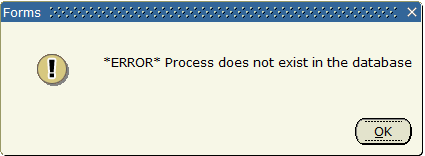 Forms
*ERROR* Process does not exist in the database
OK